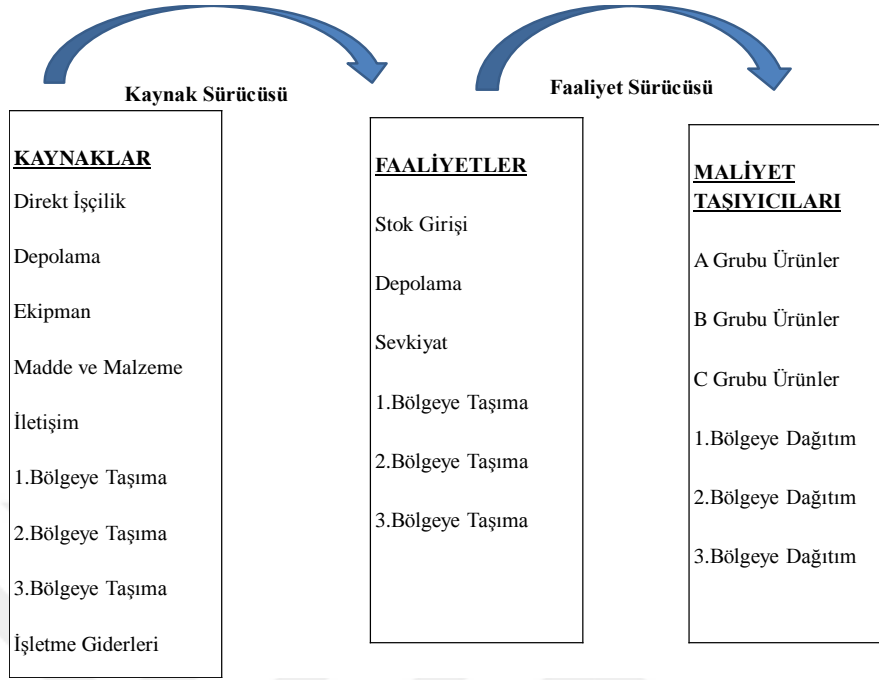 Kaynak Sürücüsü
Faaliyet Sürücüsü
KAYNAKLAR
Direkt İşçilik
Depolama
Ekipman
Madde ve Malzeme
İletişim
1.Bölgeye Taşıma
2.Bölgeye Taşıma
3.Bölgeye Taşıma
İşletme Giderleri
FAALİYETLER
Stok Girişi
Depolama
Sevkiyat
1.Bölgeye Taşıma
2.Bölgeye Taşıma
3.Bölgeye Taşıma
MALİYET
TAŞIYICILARI
A Grubu Ürünler
B Grubu Ürünler
C Grubu Ürünler
1.Bölgeye Dağıtım
2.Bölgeye Dağıtım
3.Bölgeye Dağıtım